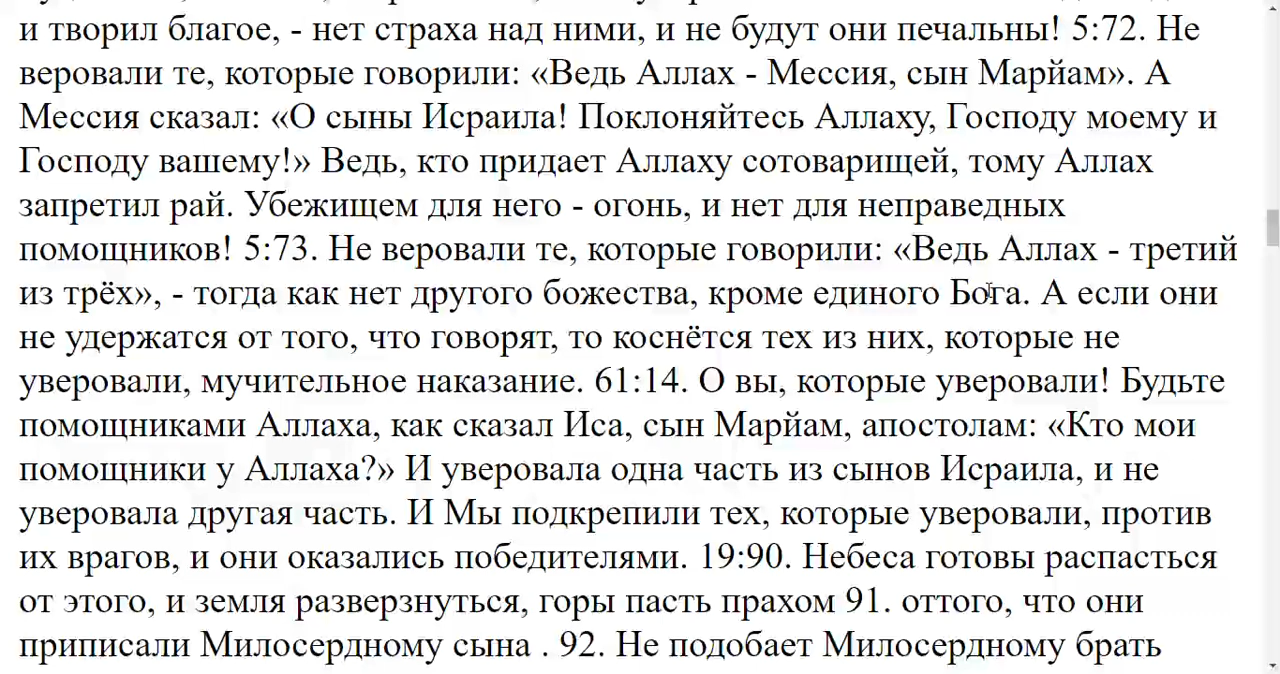 и творил благое, - нет страха над ними, и не будут они печальны! 5:72. Не
веровали те, которые говорили: «Ведь Аллах - Мессия, сын Марйам». А
Мессия сказал: «О сыны Исраила! Поклоняйтесь Аллаху, Господу моему и
Господу вашему!» Ведь, кто придает Аллаху сотоварищей, тому Аллах
запретил рай. Убежищем для него - огонь, и нет для неправедных
помощников! 5:73. Не веровали те, которые говорили: «Ведь Аллах - третий
из трёх», - тогда как нет другого божества, кроме единого Бога. А если они
не удержатся от того, что говорят, то коснётся тех из них, которые не
уверовали, мучительное наказание. 61:14. О вы, которые уверовали! Будьте
помощниками Аллаха, как сказал Иса, сын Марйам, апостолам: «Кто мои
помощники у Аллаха?» И уверовала одна часть из сынов Исраила, и не
уверовала другая часть. И Мы подкрепили тех, которые уверовали, против
их врагов, и они оказались победителями. 19:90. Небеса готовы распасться
от этого, и земля разверзнуться, горы пасть прахом 91. оттого, что они
приписали Милосердному сына . 92. Не подобает Милосердному брать